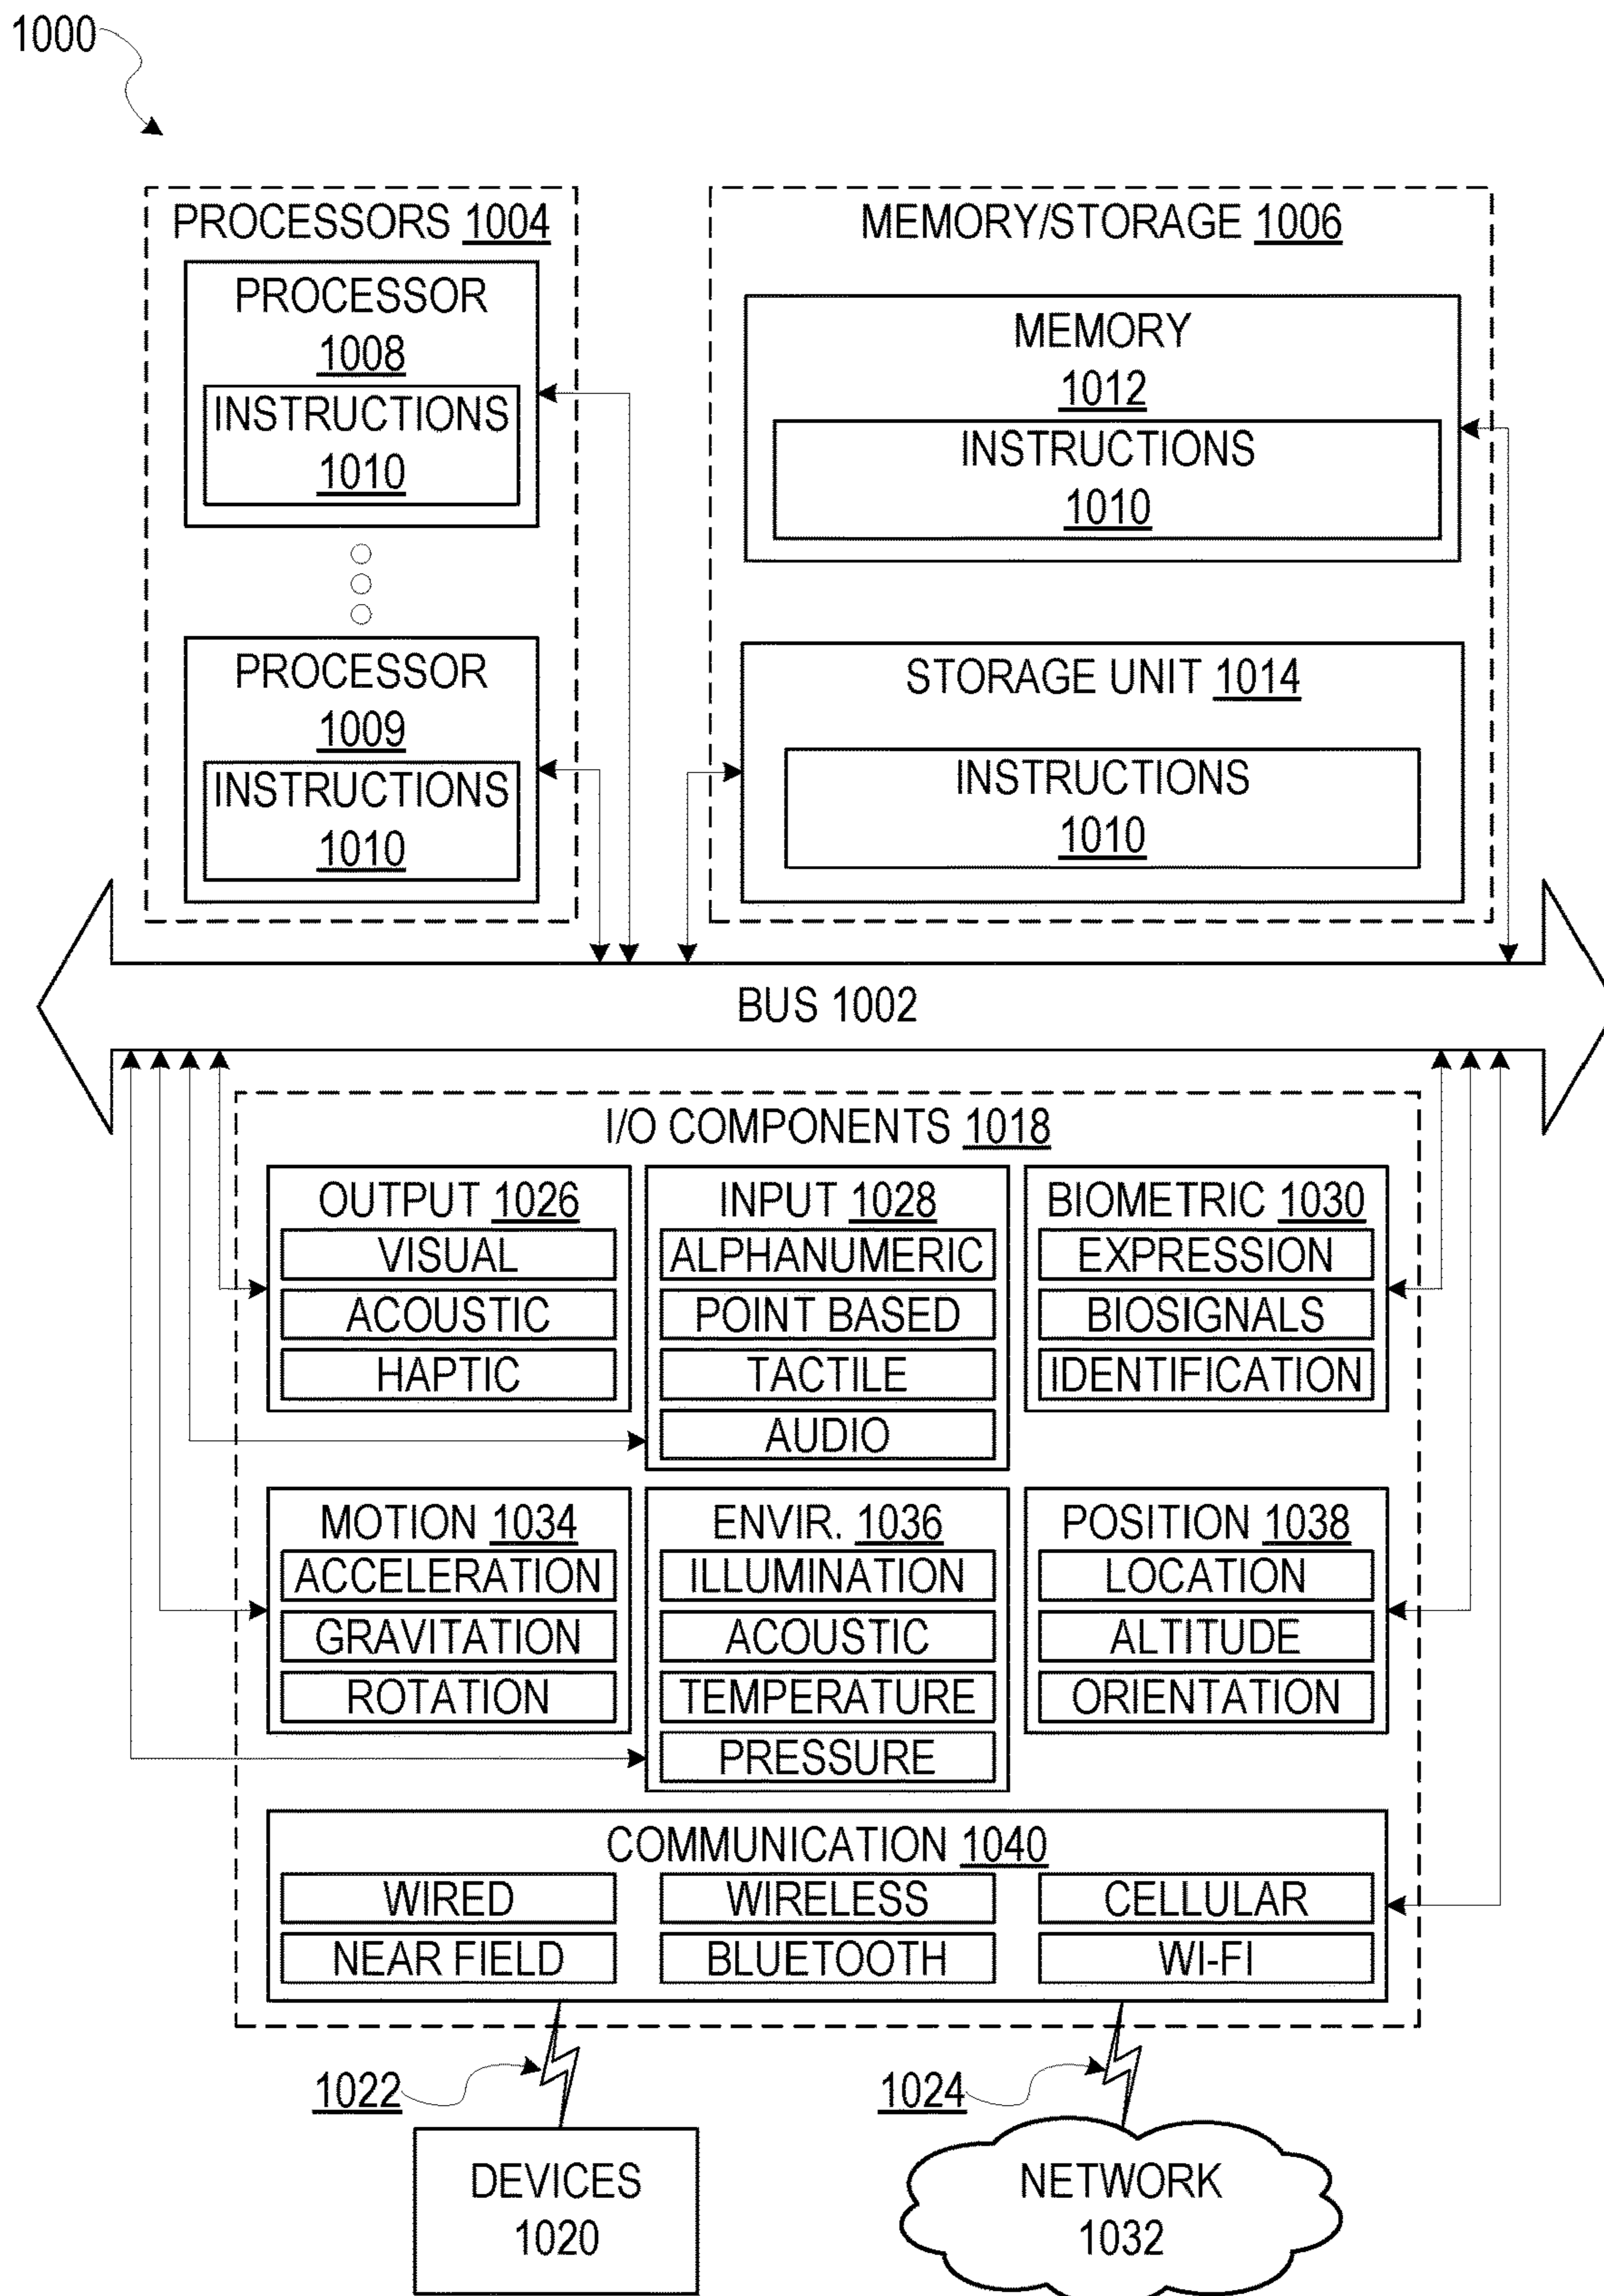 1000
PROCESSORS 1004
PROCESSOR
1008
INSTRUCTIONS
1010
PROCESSOR
1009
INSTRUCTIONS
1010
MEMORY/STORAGE 1006
MEMORY
1012
INSTRUCTIONS
1010
STORAGE UNIT 1014
INSTRUCTIONS
1010
BUS 1002
I/O COMPONENTS 1018
OUTPUT 1026
VISUAL
ACOUSTIC
HAPTIC
INPUT 1028
ALPHANUMERIC
POINT BASED
TACTILE
AUDIO
BIOMETRIC 1030
EXPRESSION
BIOSIGNALS
IDENTIFICATION
MOTION 1034
ACCELERATION
GRAVITATION
ROTATION
ENVIR. 1036
ILLUMINATION
ACOUSTIC
TEMPERATURE
PRESSURE
POSITION 1038
LOCATION
ALTITUDE
ORIENTATION
COMMUNICATION 1040
WIRED
WIRELESS
CELLULAR
NEAR FIELD
BLUETOOTH
WI-FI
1022
1024
DEVICES
1020
NETWORK
1032